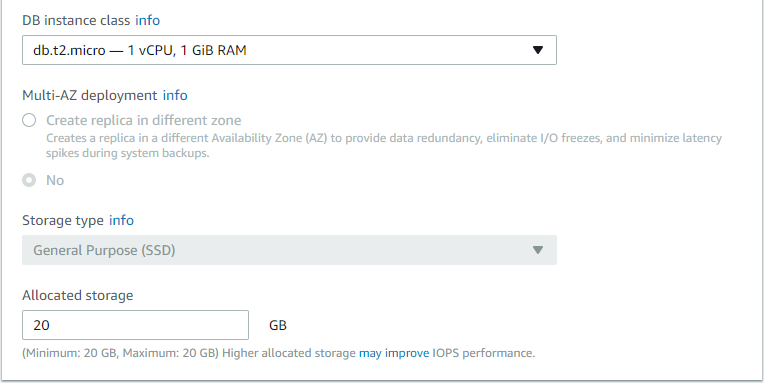 DB instance class info
db.t2.micro — 1 vCPU, 1 GiB RAM
Multi-AZ deployment info
Create replica in different zone
Creates a replica in a different Availability Zone (AZ) to provide data redundancy, eliminate I/O freezes, and minimize latency
spikes during system backups.
No
Storage type info
General Purpose (SSD)
Allocated storage
20 GB
(Minimum: 20 GB, Maximum: 20 GB) Higher allocated storage may improve IOPS performance.